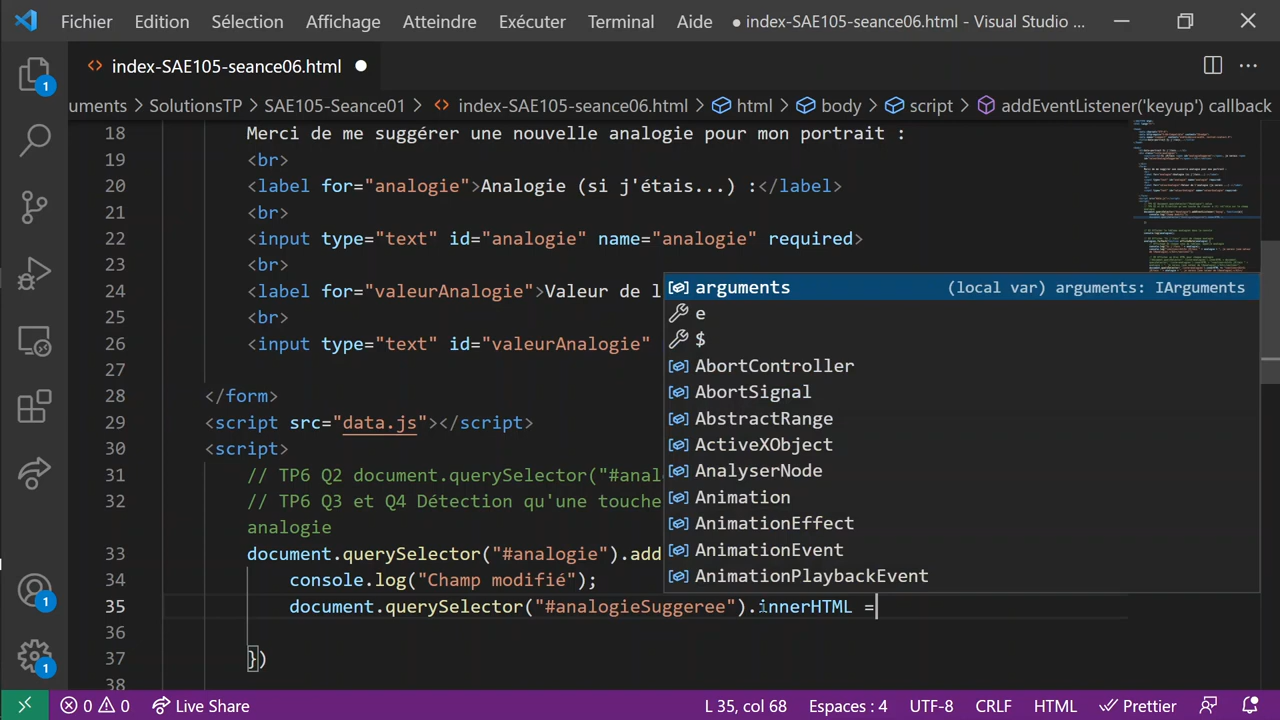 Fichier Edition Sélection Affichage Atteindre Exécuter Terminal Aide ● index-SAE105-seance06.html - Visual Studio ...
<> index-SAE105-seance06.html ●
uments > SolutionsTP > SAE105-Seance01 > <> index-SAE105-seance06.html > html > body > script > addEventListener('keyup') callback
18 Merci de me suggérer une nouvelle analogie pour mon portrait :
19 <br>
20 <label for="analogie">Analogie (si j'étais...) :</label>
21 <br>
22 <input type="text" id="analogie" name="analogie" required>
23 <br>
24 <label for="valeurAnalogie">Valeur de l
25 <br>
26 <input type="text" id="valeurAnalogie"
27
28 </form>
29 <script src="data.js"></script>
30 <script>
31 // TP6 Q2 document.querySelector("#anal
32 // TP6 Q3 et Q4 Détection qu'une touche
analogie
33 document.querySelector("#analogie").add
34 console.log("Champ modifié");
35 document.querySelector("#analogieSuggeree").innerHTML =
36
37 })
38
arguments (local var) arguments: IArguments
e
$
AbortController
AbortSignal
AbstractRange
ActiveXObject
AnalyserNode
Animation
AnimationEffect
AnimationEvent
AnimationPlaybackEvent
1
1
1
0 0 Live Share L 35, col 68 Espaces : 4 UTF-8 CRLF HTML Prettier